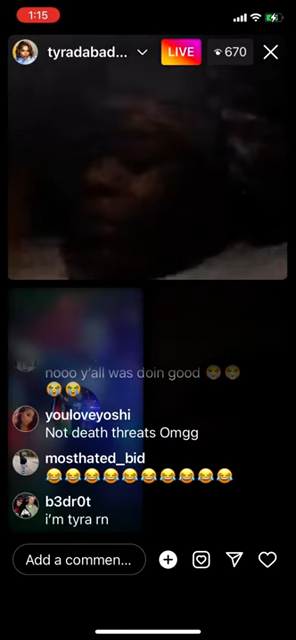 1:15
tyradabad...
LIVE
670
nooo y'all was doin good 😭😭
😭😭
youloveyoshi
Not death threats Omgg
mosthated_bid
😂😂😂😂😂😂😂😂😂😂
b3dr0t
i'm tyra rn
Add a commen...